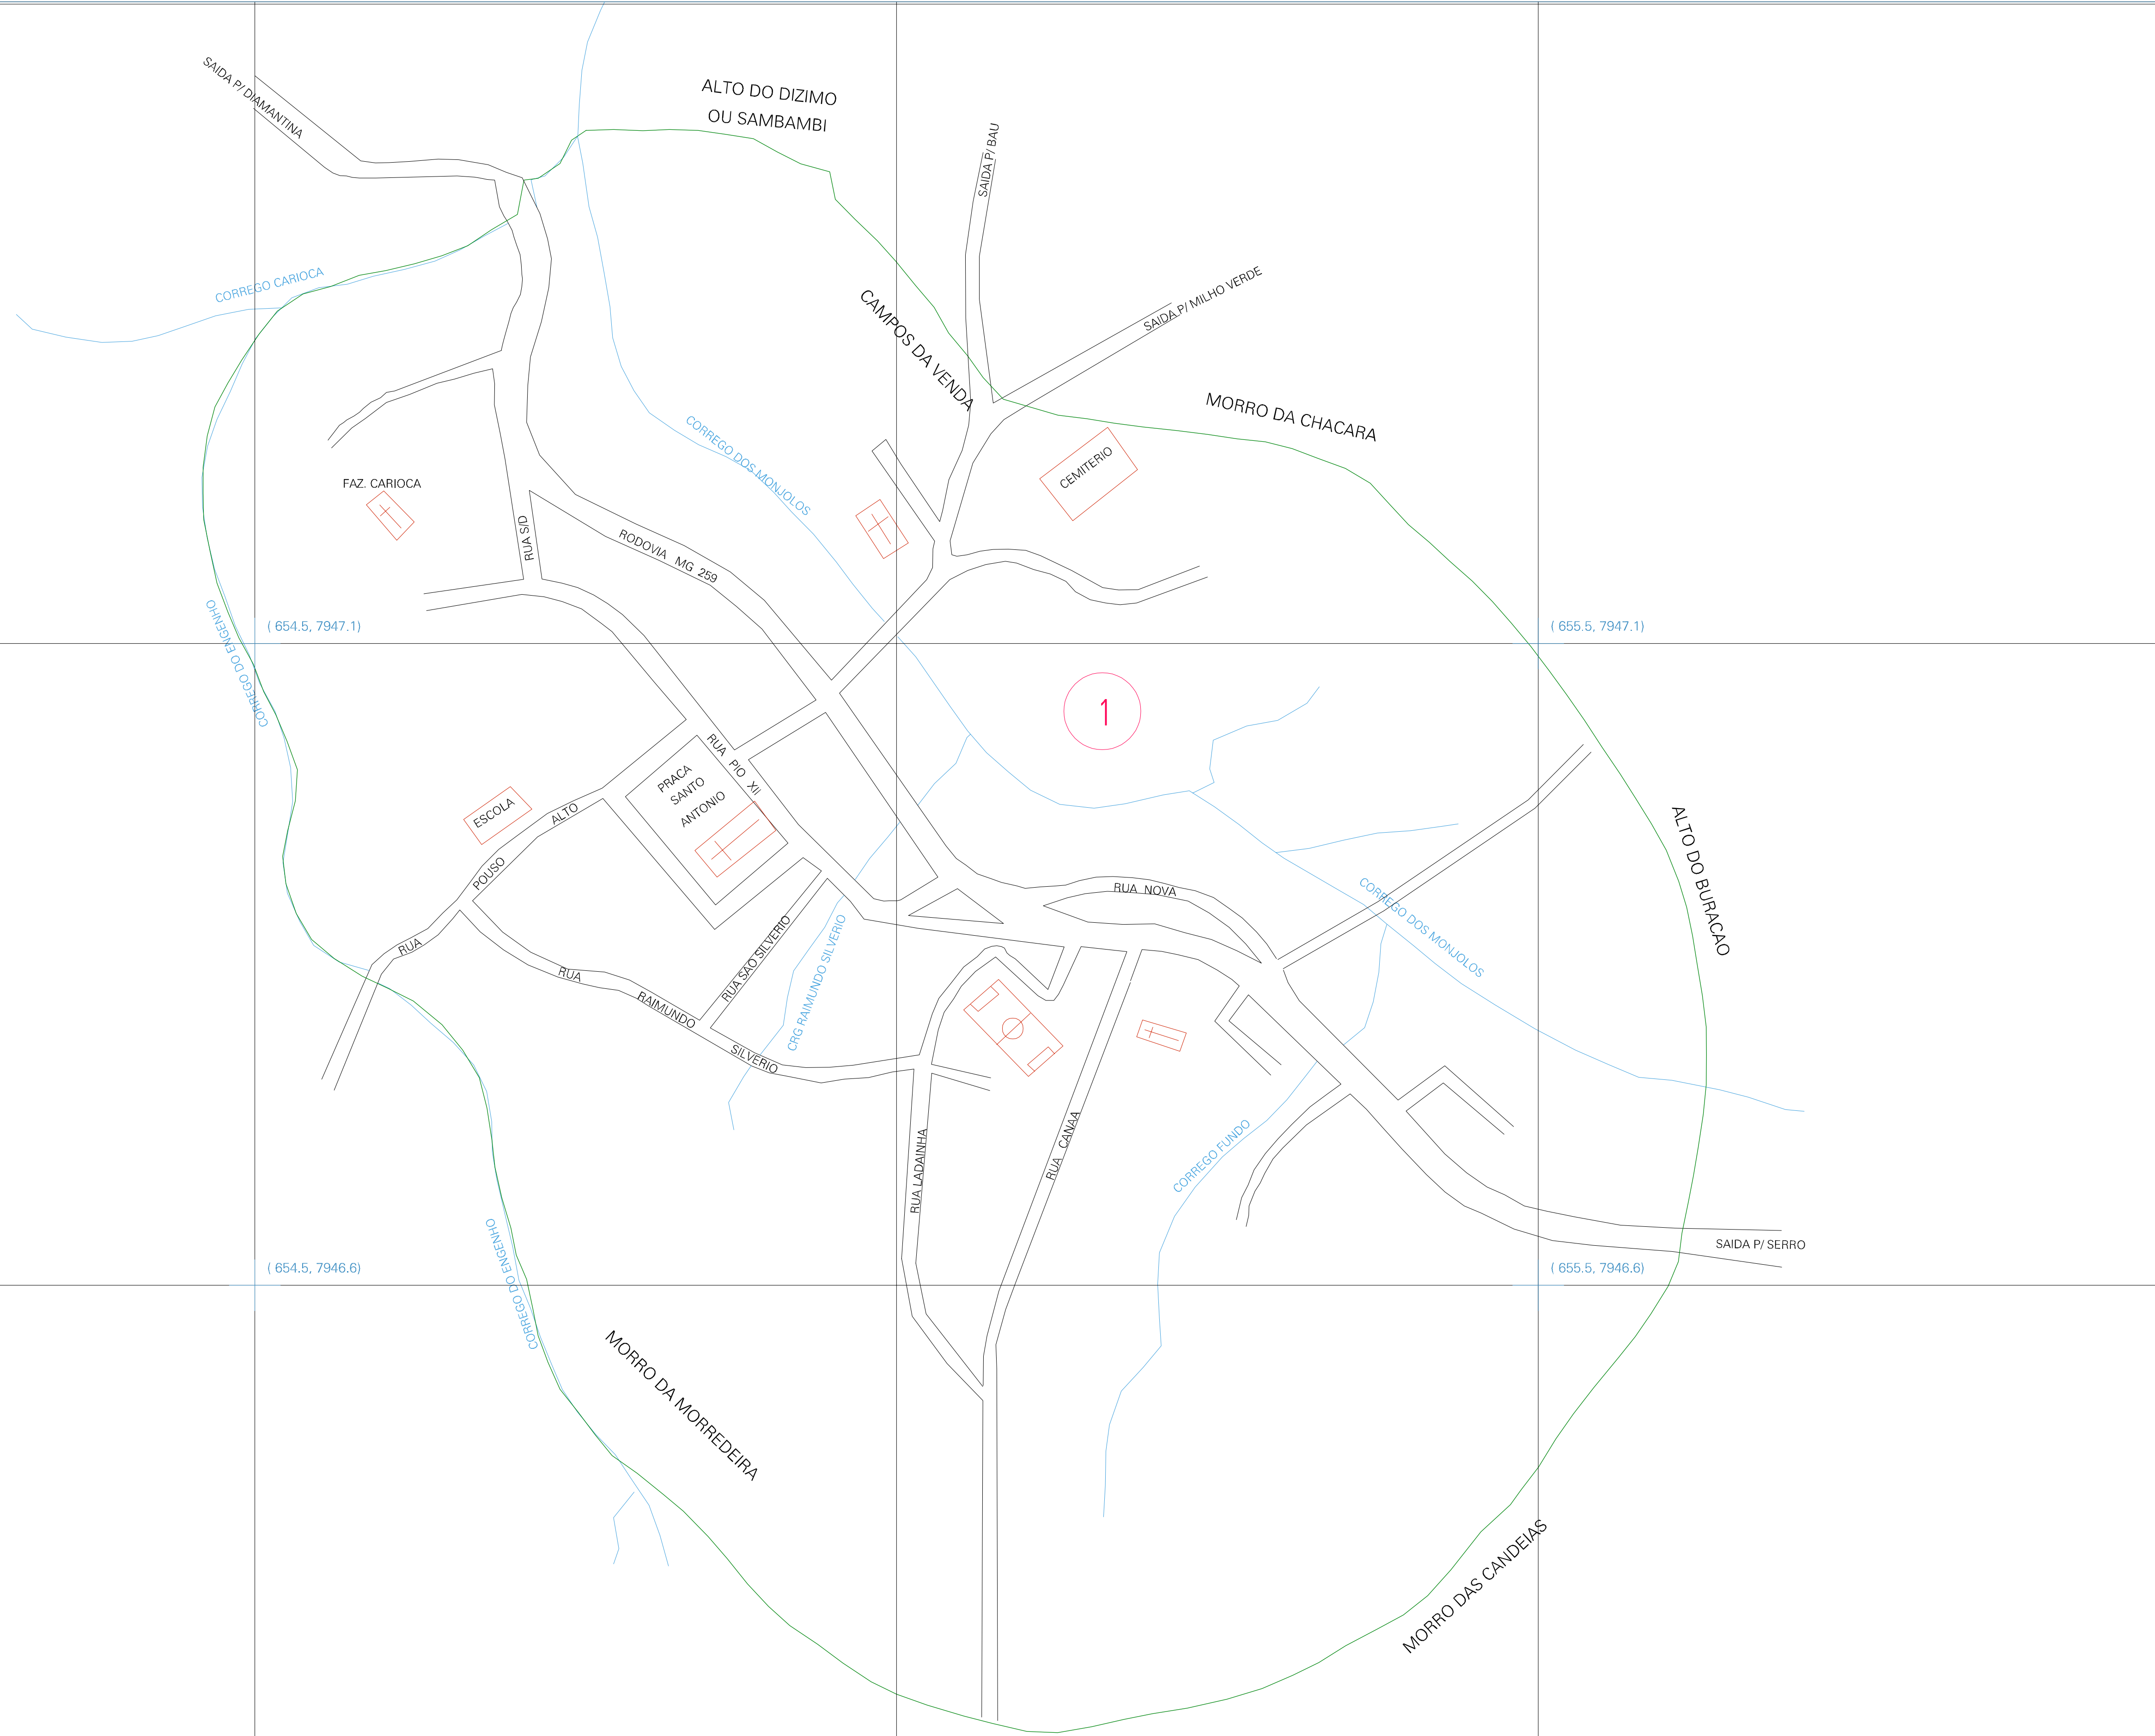 SAIDA P/ DIAMANTINA
ALTO DO DIZIMO
OU SAMBAMBI
SAIDA P/ BAU
CORREGO CARIOCA
CAMPOS DA VENDA
SAIDA P/ MILHO VERDE
MORRO DA CHACARA
CORREGO DOS MONJOLOS
CEMITERIO
FAZ. CARIOCA
RUA S/D
RODOVIA MG 259
CORREGO DO ENGENHO
( 654.5, 7947.1)
( 655.5, 7947.1)
1
RUA PIO XII
PRACA
SANTO
ANTONIO
ESCOLA
RUA POUSO ALTO
ALTO DO BURACAO
RUA NOVA
CORREGO DOS MONJOLOS
RUA SAO SILVERIO
CRG RAIMUNDO SILVERIO
RUA RAIMUNDO SILVERIO
RUA LADAINHA
RUA CANAA
CORREGO FUNDO
SAIDA P/ SERRO
CORREGO DO ENGENHO
( 654.5, 7946.6)
( 655.5, 7946.6)
MORRO DA MORREDEIRA
MORRO DAS CANDEIAS